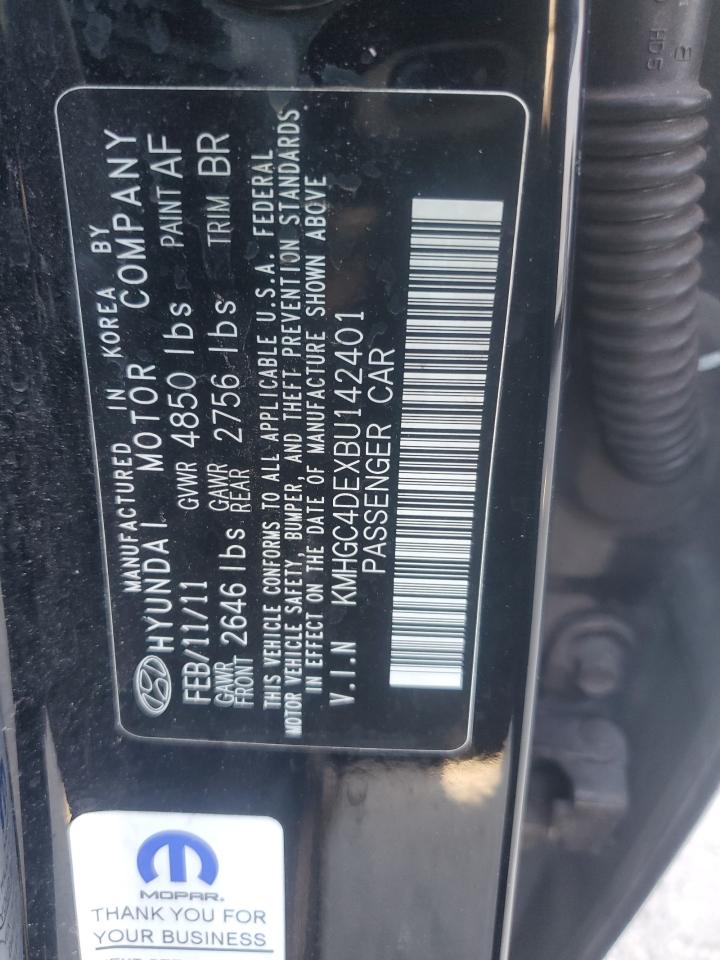 MANUFACTURED IN KOREA BY
HYUNDAI MOTOR COMPANY
FEB/11/11 GVWR 4850 lbs PAINT AF
GAWR FRONT 2646 lbs GAWR REAR 2756 lbs TRIM BR
THIS VEHICLE CONFORMS TO ALL APPLICABLE U.S.A. FEDERAL
MOTOR VEHICLE SAFETY, BUMPER, AND THEFT PREVENTION STANDARDS
IN EFFECT ON THE DATE OF MANUFACTURE SHOWN ABOVE
V.I.N KMHGC4DEXBU142401
PASSENGER CAR
MOPAR.
THANK YOU FOR
YOUR BUSINESS
HDS
8